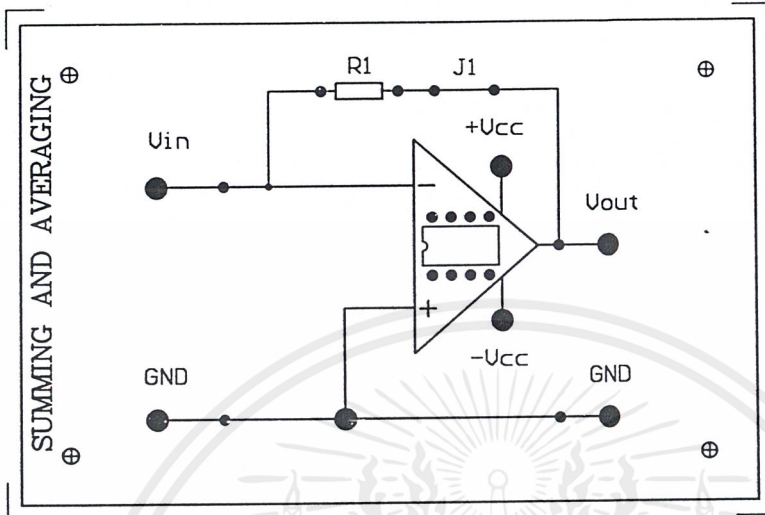 SUMMING AND AVERAGING
R1
J1
Vin
+Vcc
Vout
−
+
−Vcc
GND
GND